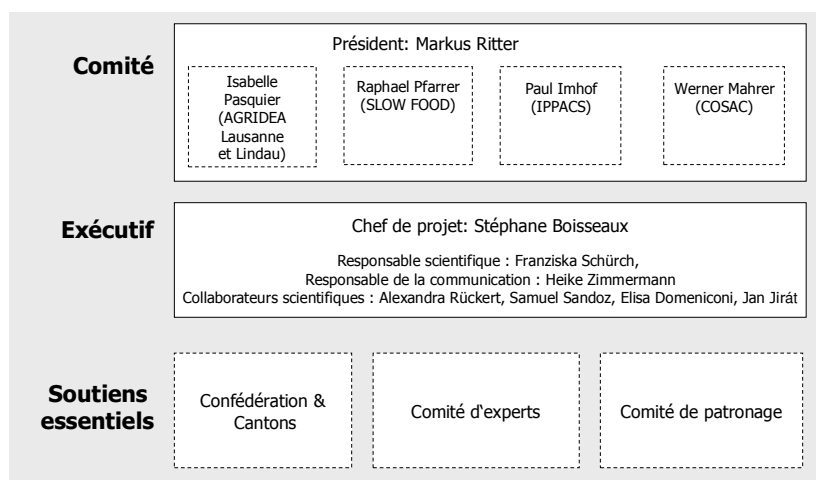 Comité
Président: Markus Ritter
Isabelle
Pasquier
(AGRIDEA
Lausanne
et Lindau)
Raphael Pfarrer
(SLOW FOOD)
Paul Imhof
(IPPACS)
Werner Mahrer
(COSAC)
Exécutif
Chef de projet: Stéphane Boisseaux
Responsable scientifique : Franziska Schürch,
Responsable de la communication : Heike Zimmermann
Collaborateurs scientifiques : Alexandra Rückert, Samuel Sandoz, Elisa Domeniconi, Jan Jirát
Soutiens
essentiels
Confédération &
Cantons
Comité d‘experts
Comité de patronage